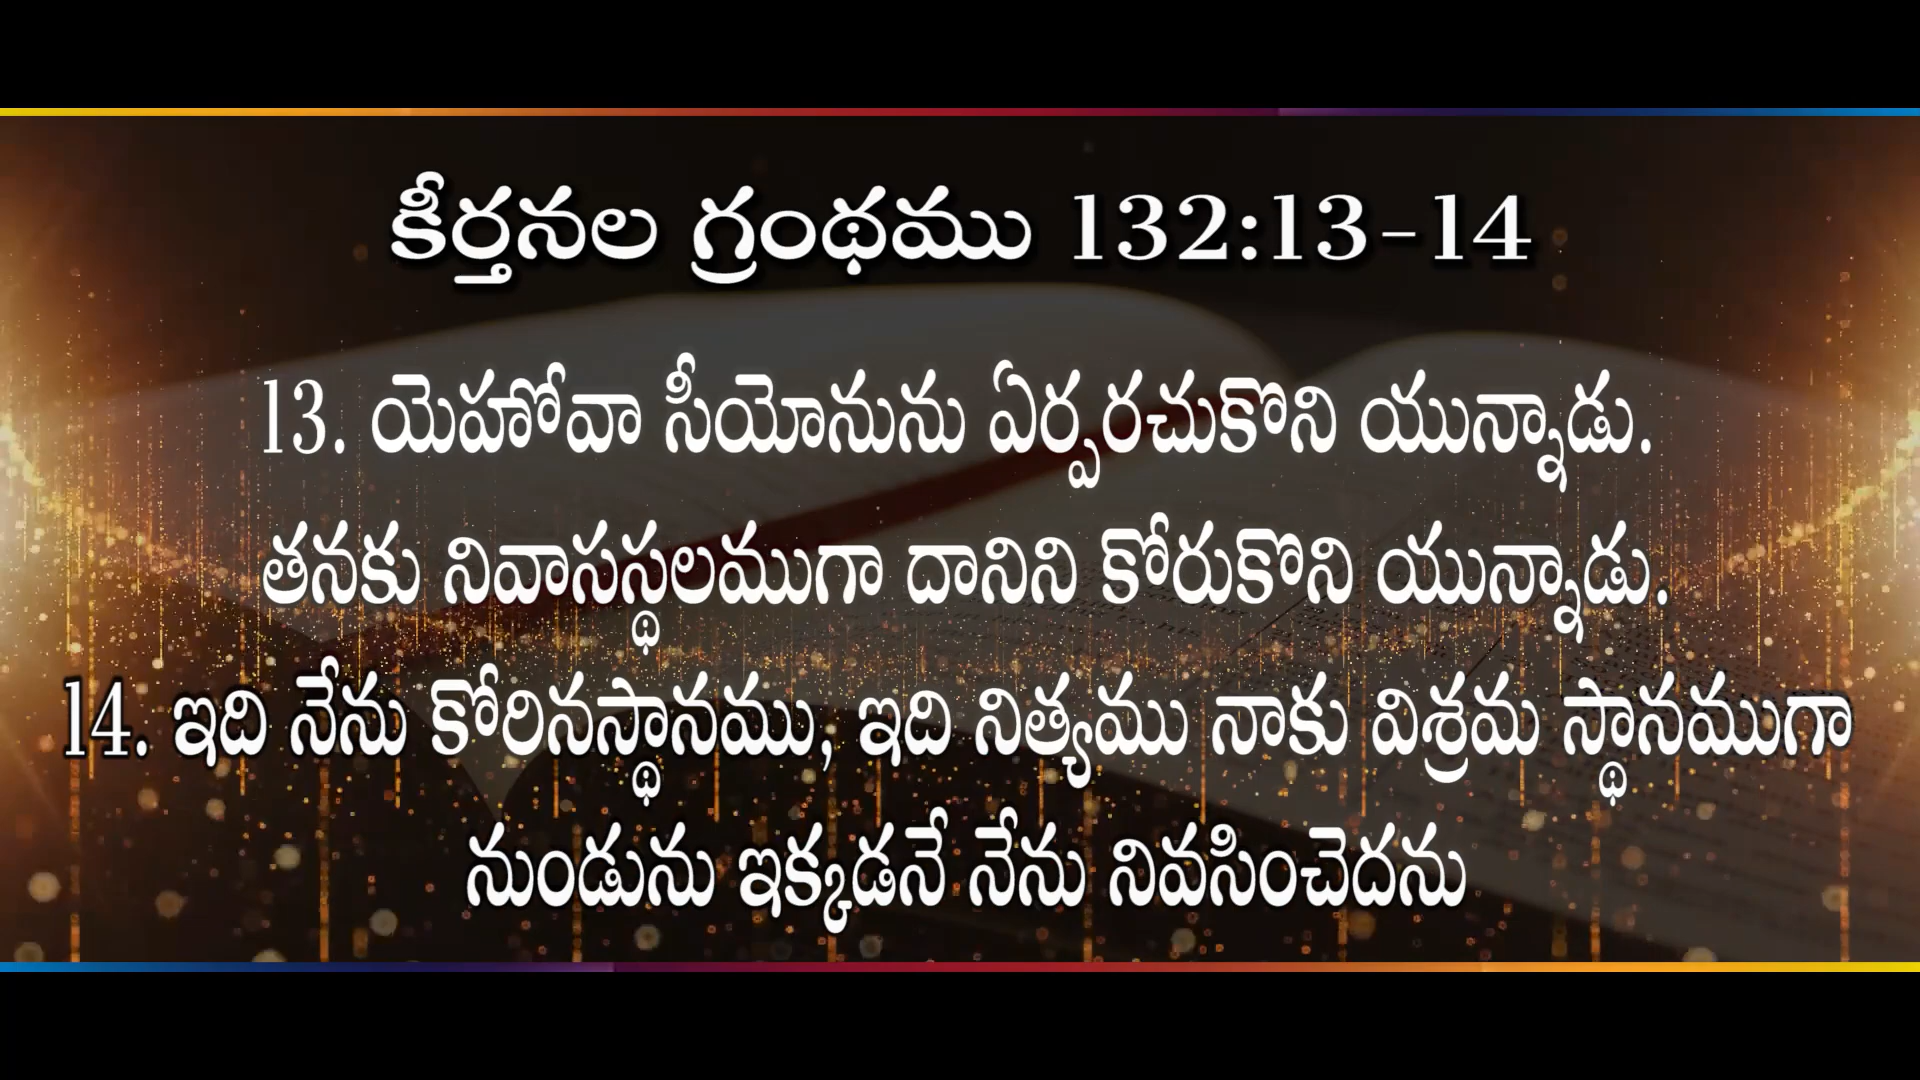 కీర్తనల గ్రంథము 132:13-14
13. యెహోవా సీయోనును ఏర్పరచుకొని యున్నాడు.
తనకు నివాసస్థలముగా దానిని కోరుకొని యున్నాడు.
14. ఇది నేను కోరినస్థానము, ఇది నిత్యము నాకు విశ్రమ స్థానముగా
నుండును ఇక్కడనే నేను నివసించెదను